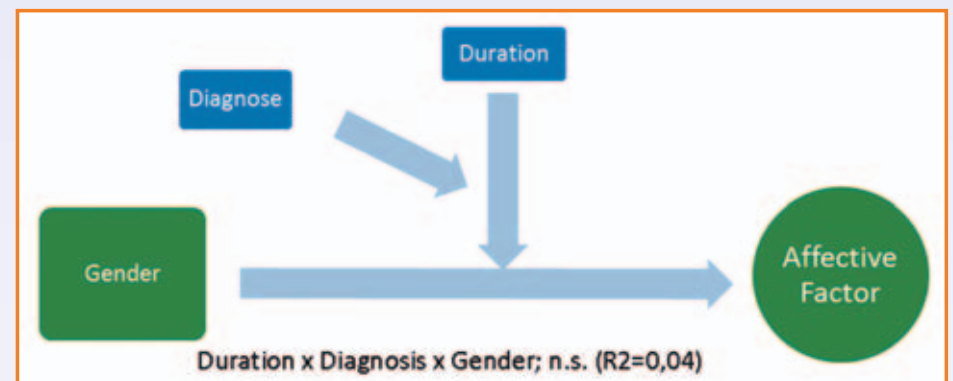 Duration
Diagnose
Gender
Affective
Factor
Duration x Diagnosis x Gender; n.s. (R2=0,04)